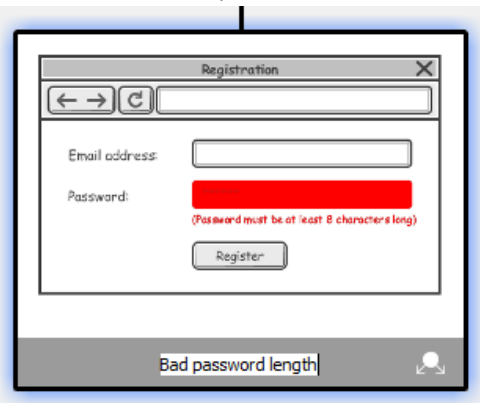 Registration
Email address:
Password:
(Password must be at least 8 characters long)
Register
Bad password length